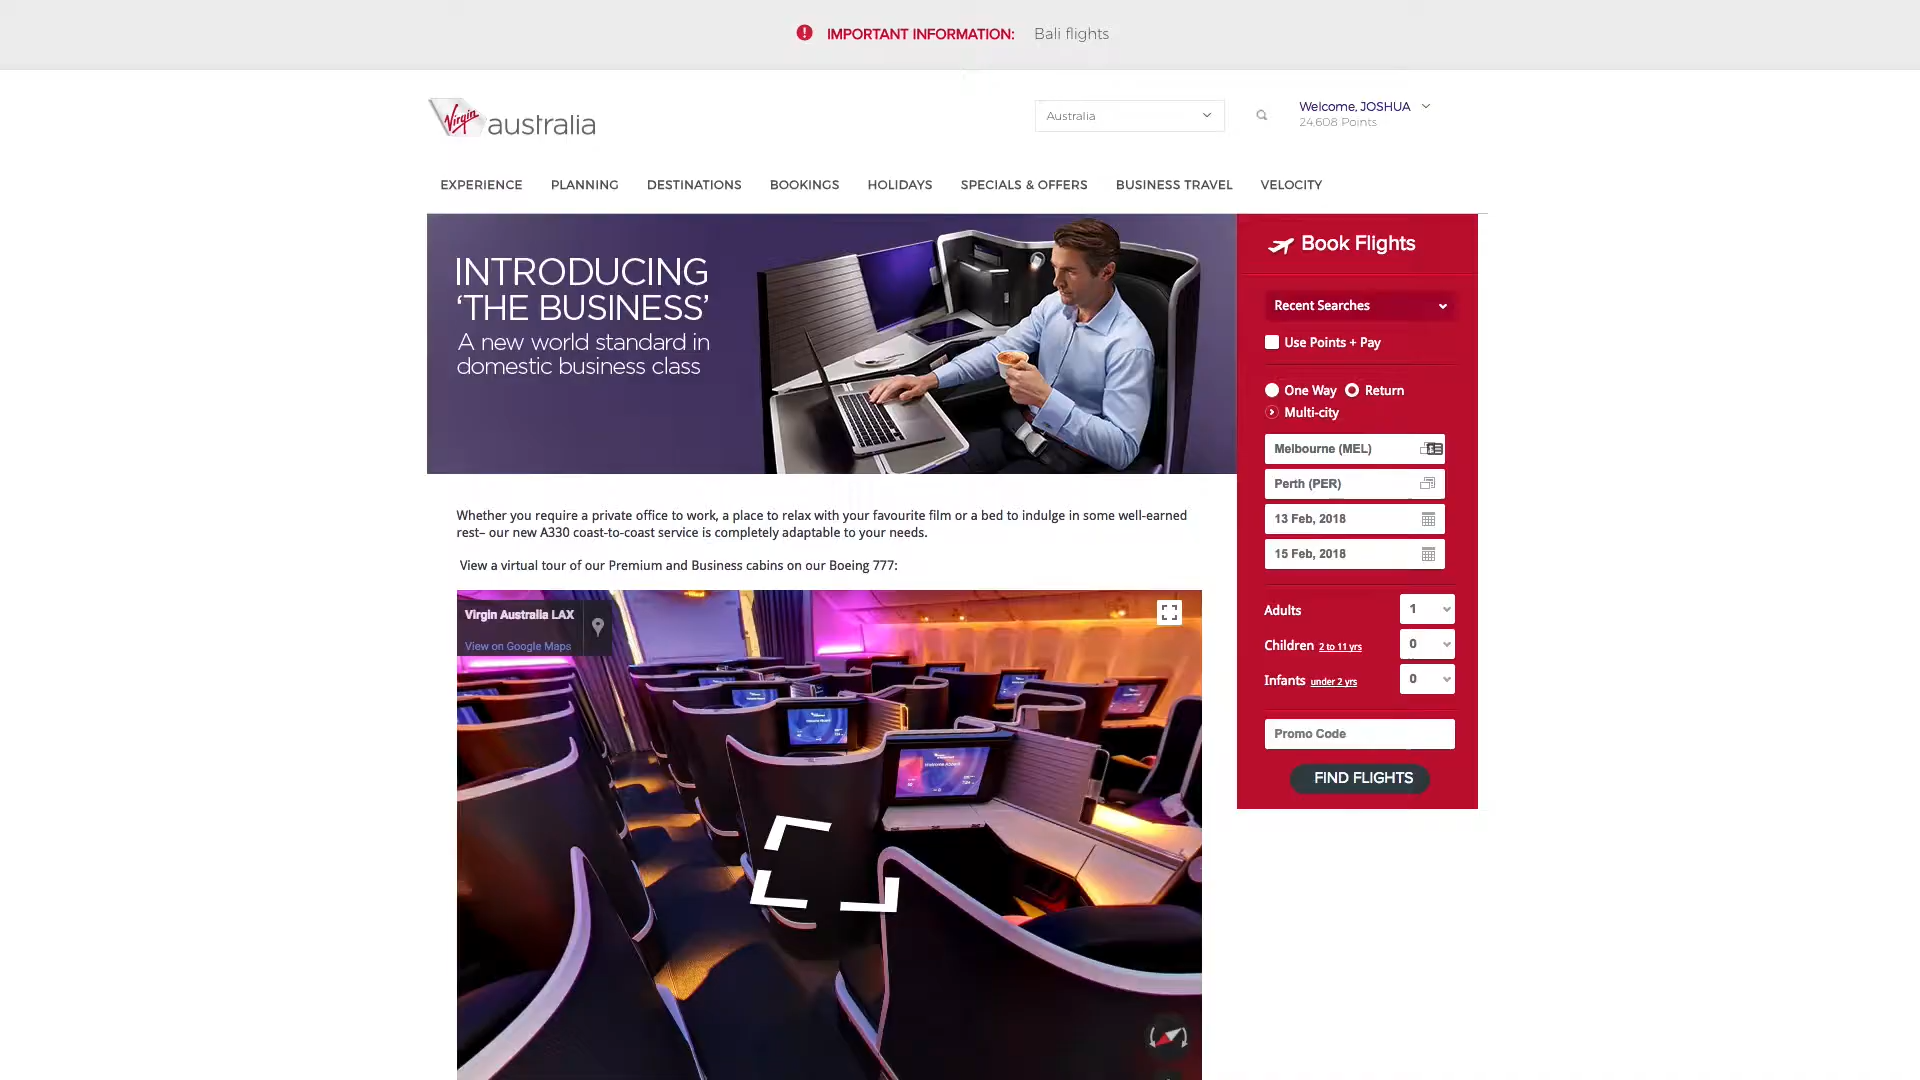 IMPORTANT INFORMATION: Bali flights
Virgin australia
Australia
Welcome, JOSHUA
24,608 Points
EXPERIENCE PLANNING DESTINATIONS BOOKINGS HOLIDAYS SPECIALS & OFFERS BUSINESS TRAVEL VELOCITY
INTRODUCING
‘THE BUSINESS’
A new world standard in
domestic business class
Whether you require a private office to work, a place to relax with your favourite film or a bed to indulge in some well-earned
rest– our new A330 coast-to-coast service is completely adaptable to your needs.
View a virtual tour of our Premium and Business cabins on our Boeing 777:
Virgin Australia LAX
View on Google Maps
Book Flights
Recent Searches
Use Points + Pay
One Way Return
Multi-city
Melbourne (MEL)
Perth (PER)
13 Feb, 2018
15 Feb, 2018
Adults 1
Children 2 to 11 yrs 0
Infants under 2 yrs 0
Promo Code
FIND FLIGHTS